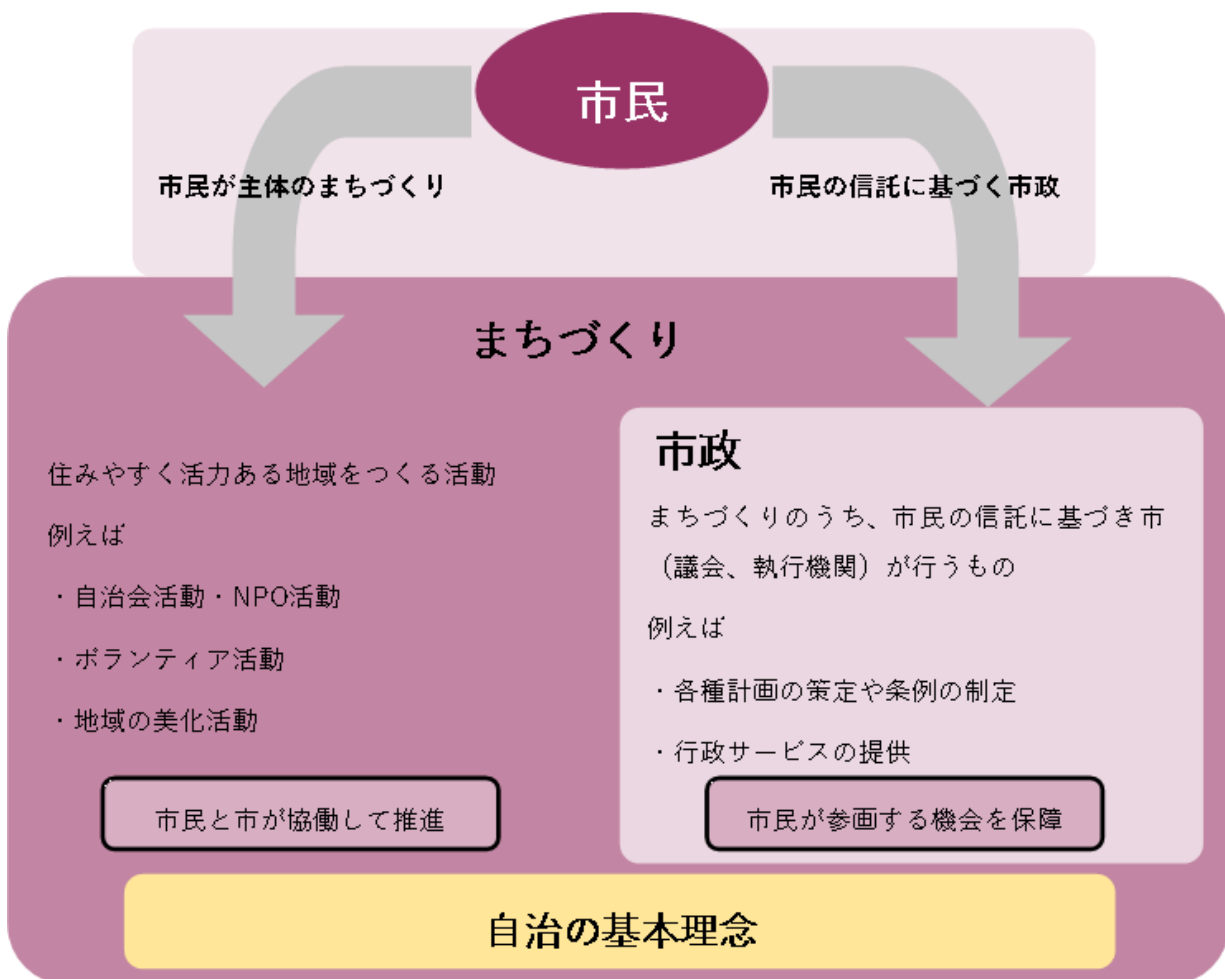 市民
市民が主体のまちづくり
市民の信託に基づく市政
まちづくり
住みやすく活力ある地域をつくる活動
例えば
・自治会活動・NPO活動
・ボランティア活動
・地域の美化活動
市民と市が協働して推進
市政
まちづくりのうち、市民の信託に基づき市
（議会、執行機関）が行うもの
例えば
・各種計画の策定や条例の制定
・行政サービスの提供
市民が参画する機会を保障
自治の基本理念